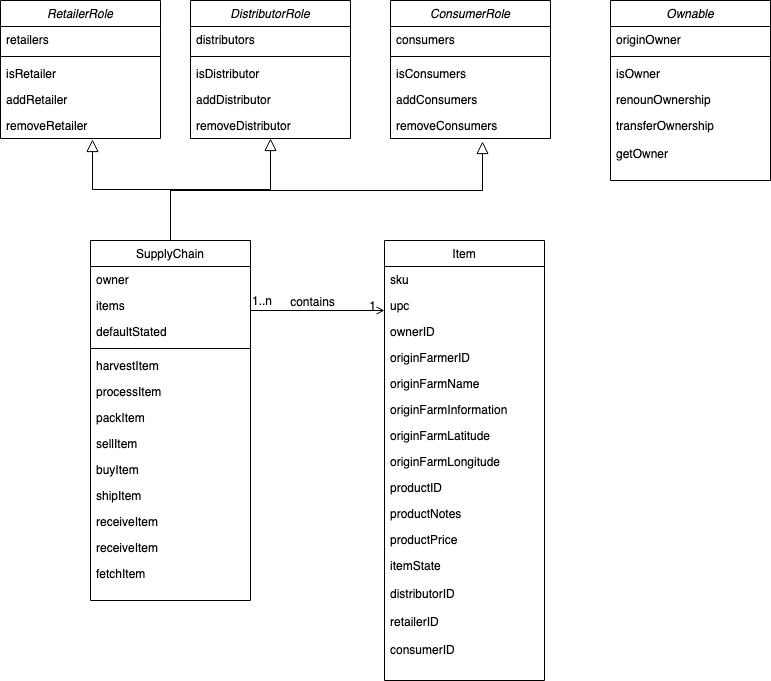 RetailerRole
retailers
isRetailer
addRetailer
removeRetailer
DistributorRole
distributors
isDistributor
addDistributor
removeDistributor
ConsumerRole
consumers
isConsumers
addConsumers
removeConsumers
Ownable
originOwner
isOwner
renounOwnership
transferOwnership
getOwner
SupplyChain
owner
items
defaultStated
harvestItem
processItem
packItem
sellItem
buyItem
shipItem
receiveItem
receiveItem
fetchItem
1..n contains 1
Item
sku
upc
ownerID
originFarmerID
originFarmName
originFarmInformation
originFarmLatitude
originFarmLongitude
productID
productNotes
productPrice
itemState
distributorID
retailerID
consumerID